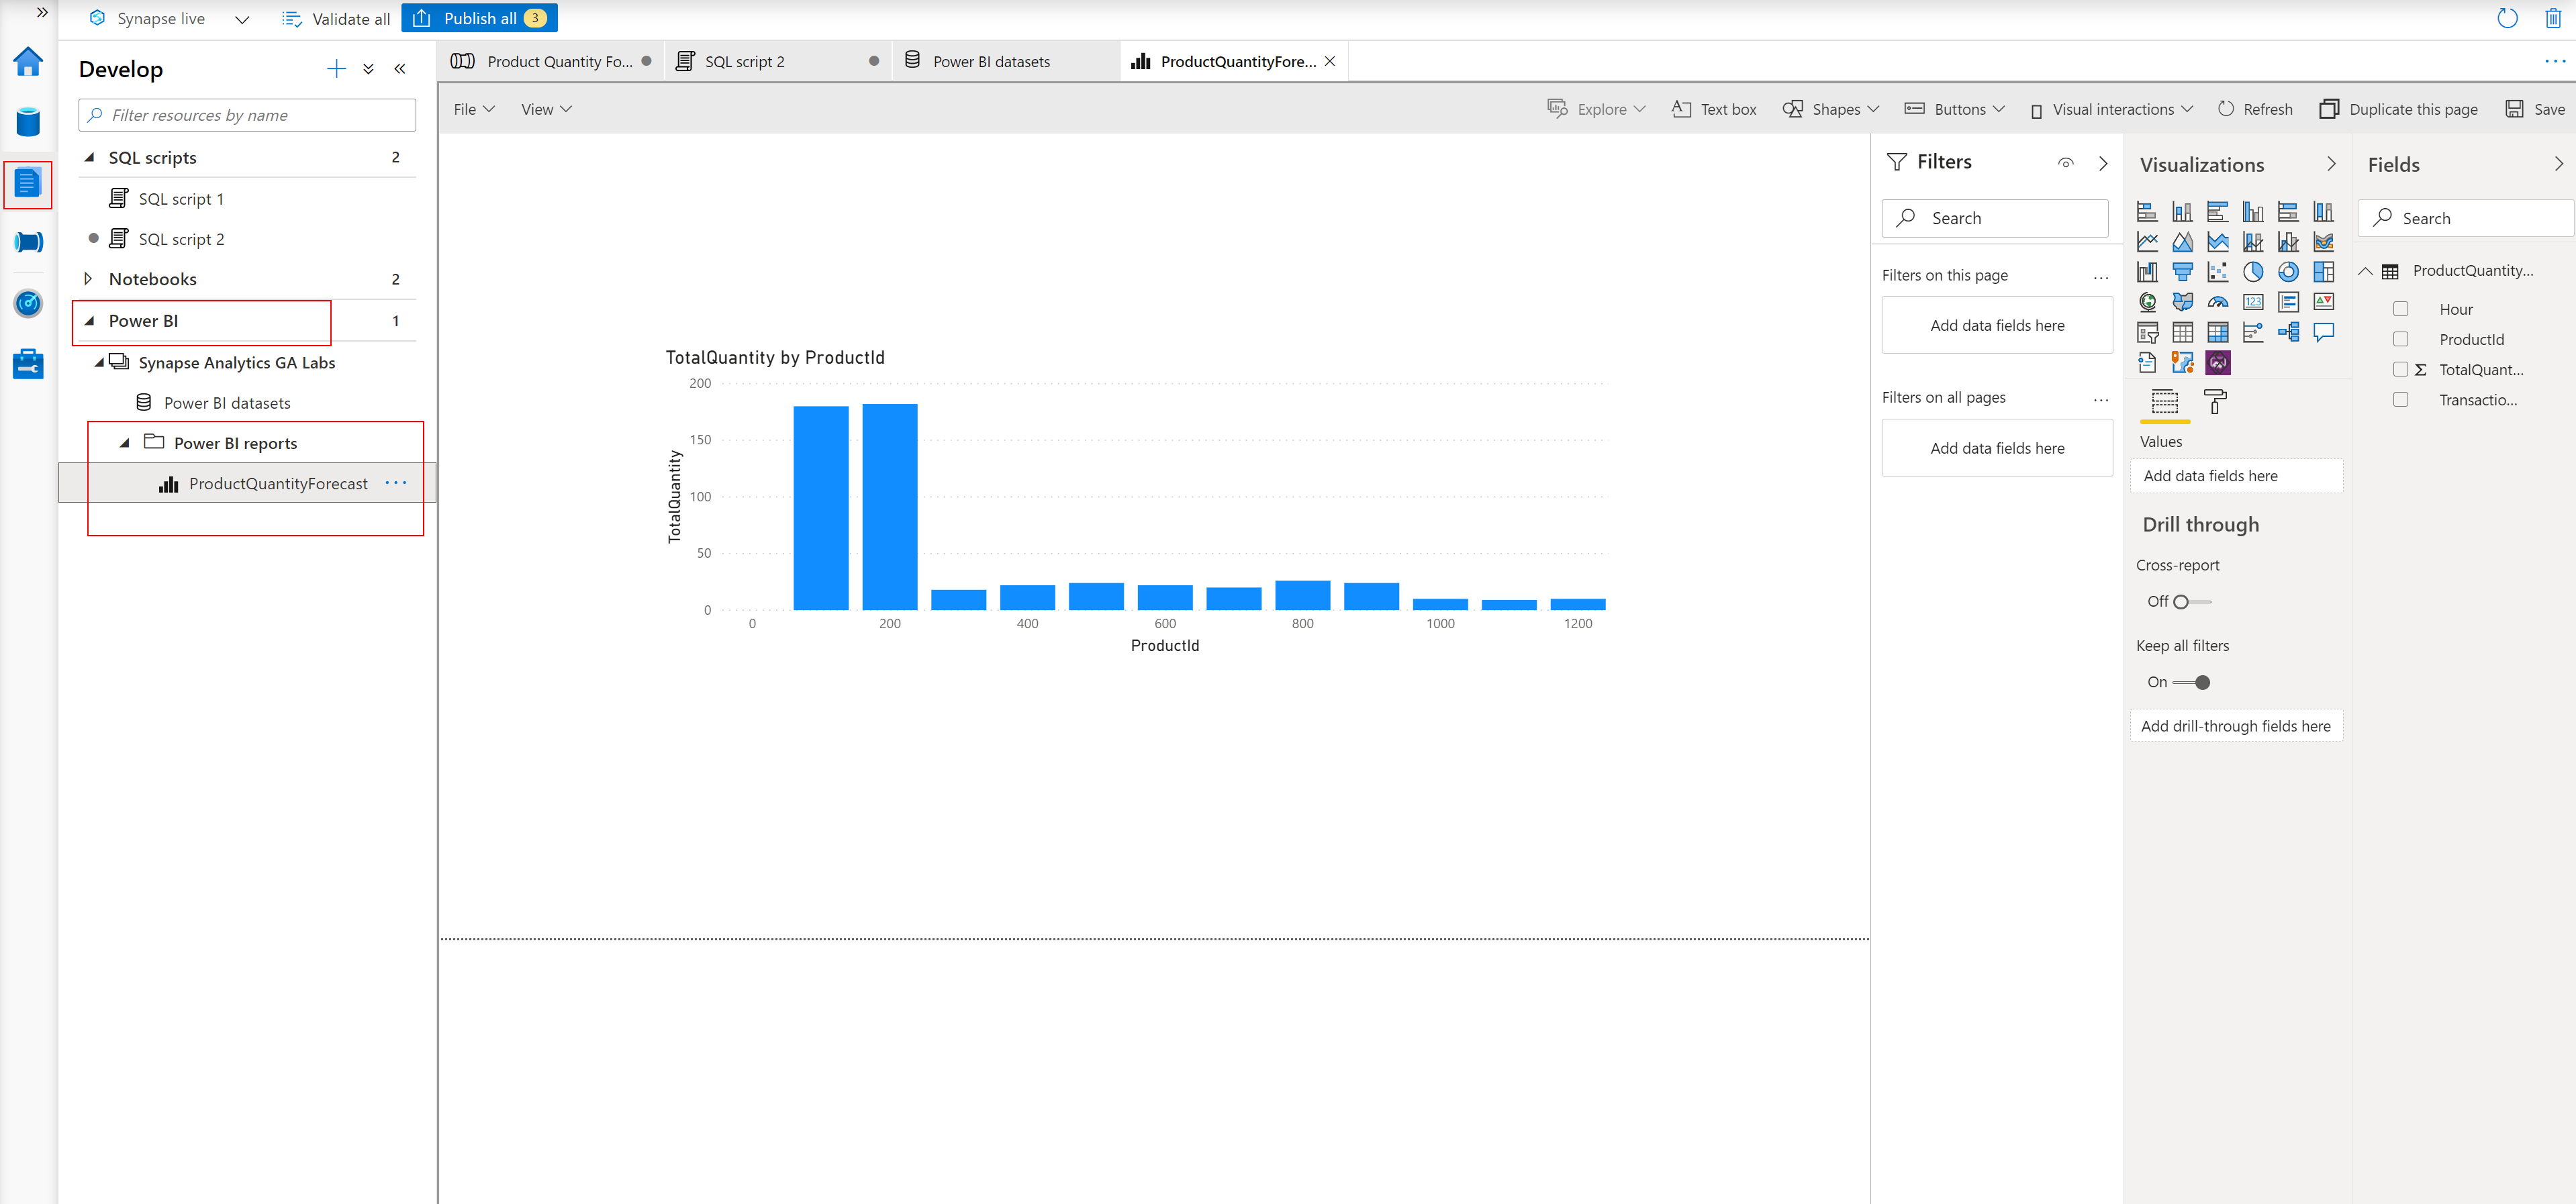 Synapse live
Validate all
Publish all 3
Develop
Filter resources by name
SQL scripts 2
SQL script 1
SQL script 2
Notebooks 2
Power BI 1
Synapse Analytics GA Labs
Power BI datasets
Power BI reports
ProductQuantityForecast ...
Product Quantity Fo...
SQL script 2
Power BI datasets
ProductQuantityFore...
File
View
Explore
Text box
Shapes
Buttons
Visual interactions
Refresh
Duplicate this page
Save
TotalQuantity by ProductId
200
150
100
50
0
TotalQuantity
0 200 400 600 800 1000 1200
ProductId
Filters
Search
Filters on this page ...
Add data fields here
Filters on all pages ...
Add data fields here
Visualizations
123
Values
Add data fields here
Drill through
Cross-report
Off
Keep all filters
On
Add drill-through fields here
Fields
Search
ProductQuantity...
Hour
ProductId
Σ TotalQuant...
Transactio...